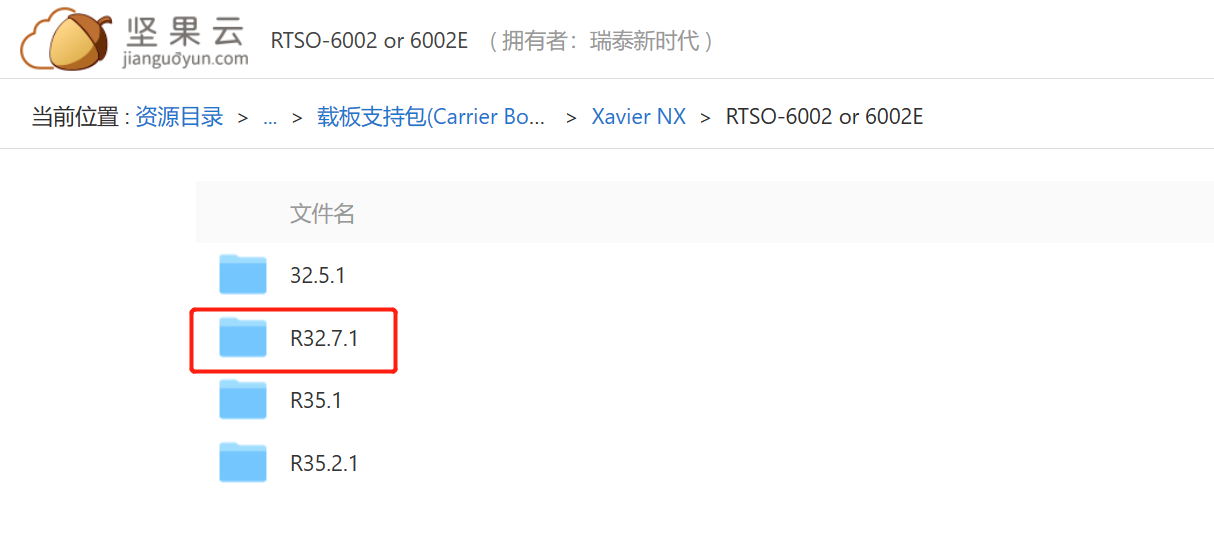 坚果云 RTSO-6002 or 6002E （拥有者：瑞泰新时代）
jianguoyun.com
当前位置 : 资源目录 > ... > 载板支持包(Carrier Bo... > Xavier NX > RTSO-6002 or 6002E
文件名
32.5.1
R32.7.1
R35.1
R35.2.1